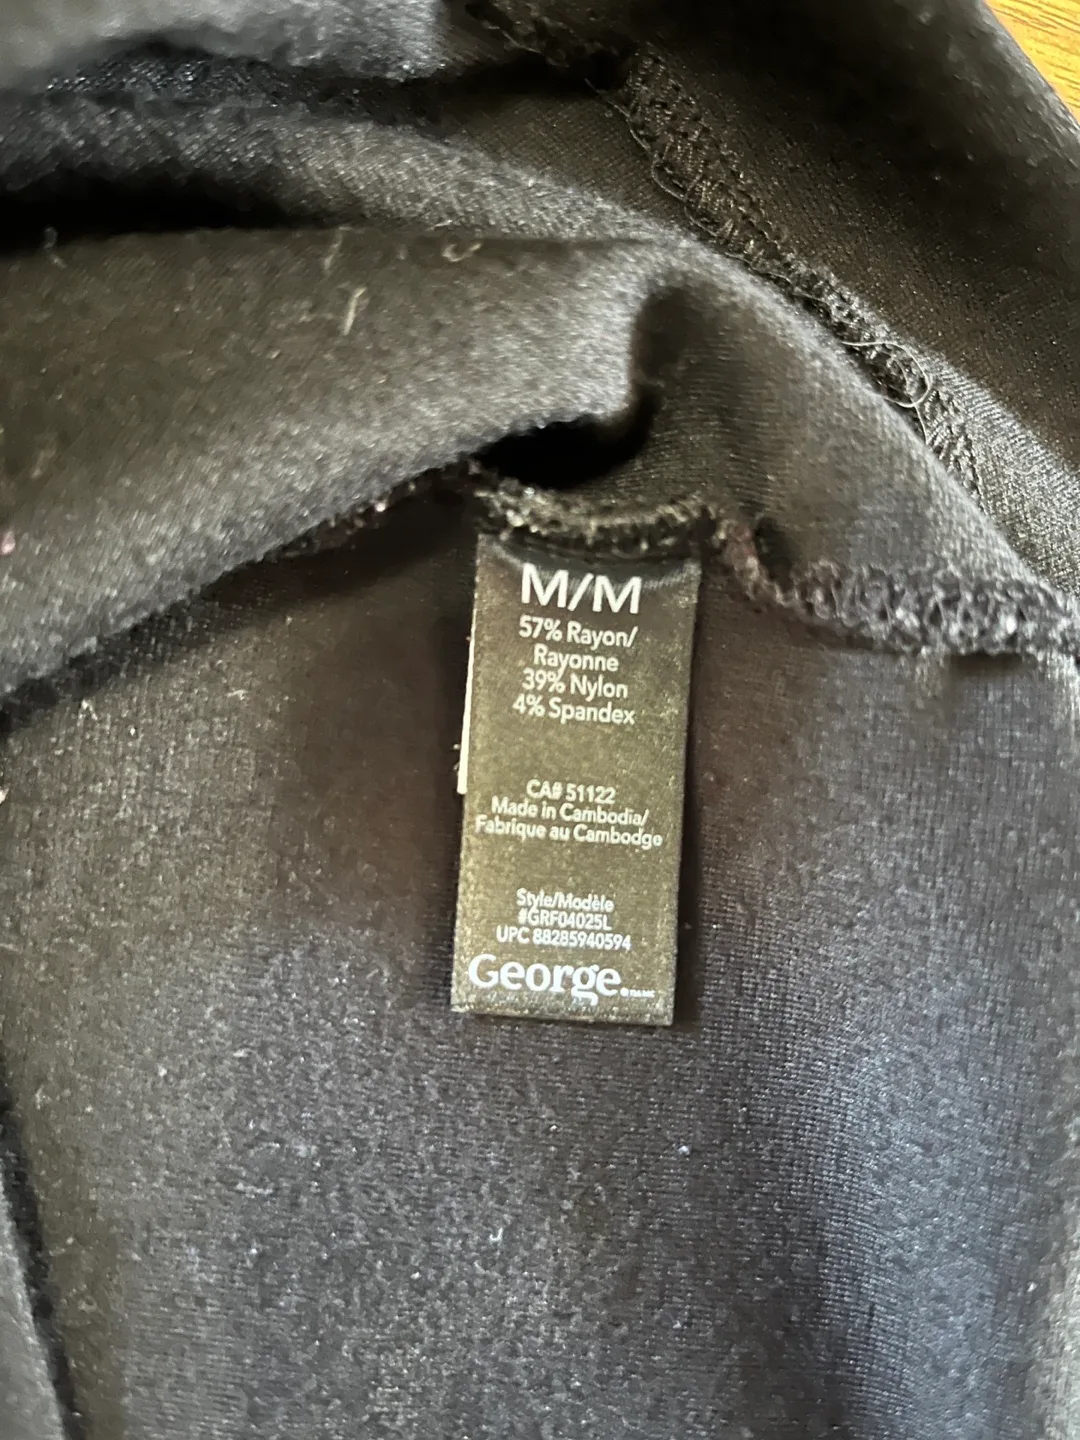 M/M
57% Rayon/
Rayonne
39% Nylon
4% Spandex
CA# 51122
Made in Cambodia/
Fabrique au Cambodge
Style/Modèle
#GRF04025L
UPC 88285940594
George